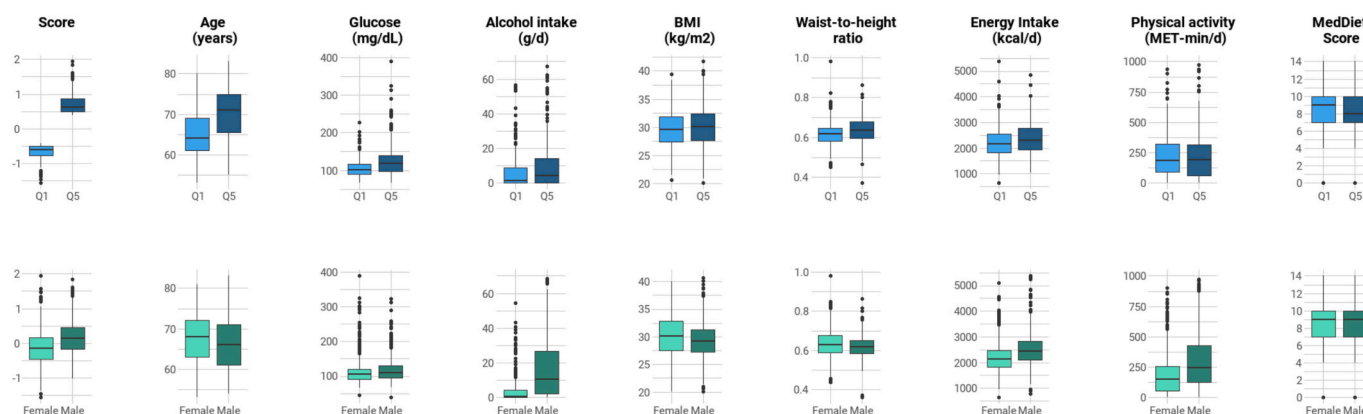 Score
Age
(years)
Glucose
(mg/dL)
Alcohol intake
(g/d)
BMI
(kg/m2)
Waist-to-height
ratio
Energy Intake
(kcal/d)
Physical activity
(MET-min/d)
MedDiet
Score
2
1
0
-1
Q1 Q5
80
70
60
Q1 Q5
400
300
200
100
Q1 Q5
60
40
20
0
Q1 Q5
40
35
30
25
20
Q1 Q5
1.0
0.8
0.6
0.4
Q1 Q5
5000
4000
3000
2000
1000
Q1 Q5
1000
750
500
250
0
Q1 Q5
14
12
10
8
6
4
2
0
Q1 Q5
2
1
0
-1
Female Male
80
70
60
Female Male
400
300
200
100
Female Male
60
40
20
0
Female Male
40
35
30
25
20
Female Male
1.0
0.8
0.6
0.4
Female Male
5000
4000
3000
2000
1000
Female Male
1000
750
500
250
0
Female Male
14
12
10
8
6
4
2
0
Female Male